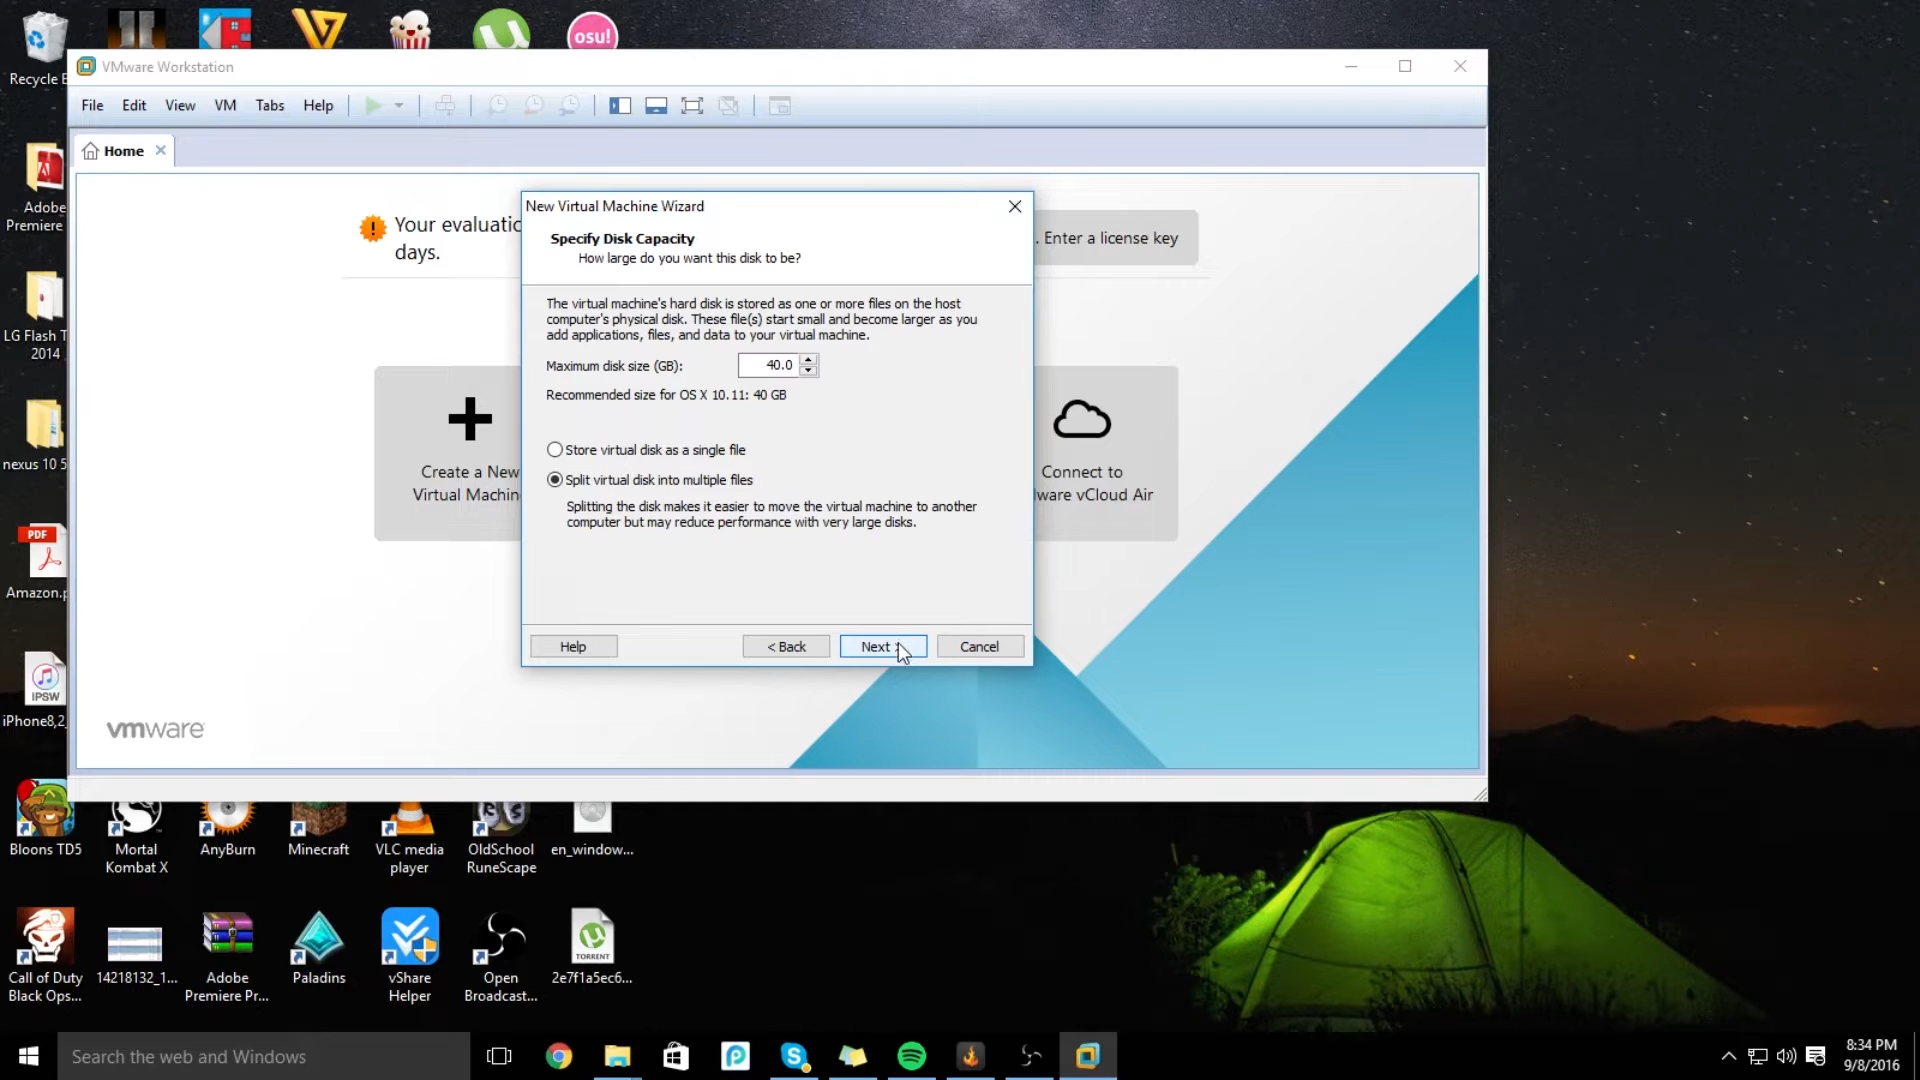 osu!
Recycle B
VMware Workstation
File Edit View VM Tabs Help
Home
Adobe
Premiere
LG Flash T
2014
nexus 10 5
PDF
Amazon.p
IPSW
iPhone8,2_
Your evaluatio
days.
. Enter a license key
Create a New
Virtual Machin
Connect to
ware vCloud Air
vmware
New Virtual Machine Wizard
Specify Disk Capacity
How large do you want this disk to be?
The virtual machine's hard disk is stored as one or more files on the host
computer's physical disk. These file(s) start small and become larger as you
add applications, files, and data to your virtual machine.
Maximum disk size (GB): 40.0
Recommended size for OS X 10.11: 40 GB
Store virtual disk as a single file
Split virtual disk into multiple files
Splitting the disk makes it easier to move the virtual machine to another
computer but may reduce performance with very large disks.
Help < Back Next Cancel
Bloons TD5
Mortal
Kombat X
AnyBurn
Minecraft
VLC media
player
OldSchool
RuneScape
en_window...
Call of Duty
Black Ops...
14218132_1...
Adobe
Premiere Pr...
Paladins
vShare
Helper
Open
Broadcast...
TORRENT
2e7f1a5ec6...
Search the web and Windows
8:34 PM
9/8/2016